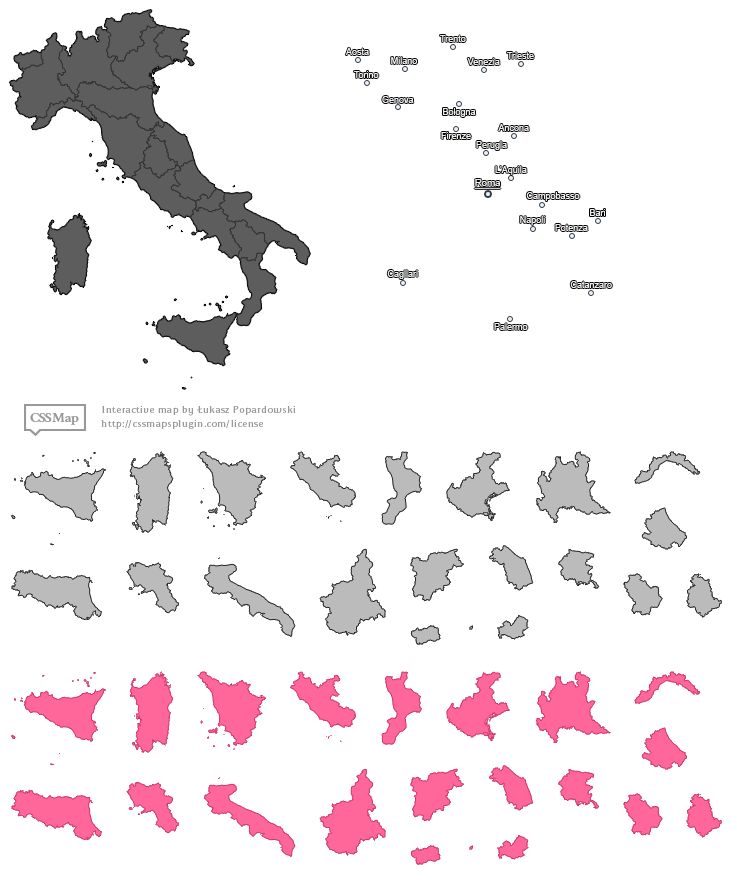 Trento
Aosta
Milano
Venezia
Trieste
Torino
Genova
Bologna
Firenze
Ancona
Perugia
L'Aquila
Roma
Campobasso
Napoli
Bari
Potenza
Cagliari
Catanzaro
Palermo
CSSMap
Interactive map by Łukasz Popardowski
http://cssmapsplugin.com/license